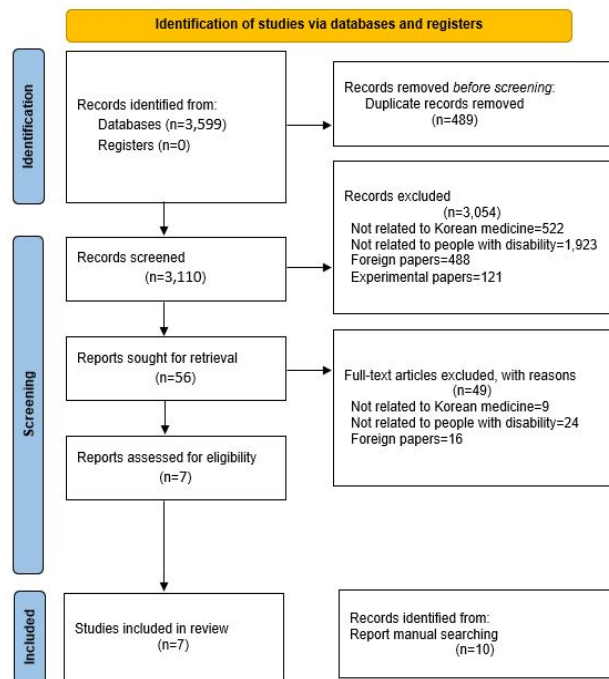 Identification of studies via databases and registers
Identification
Records identified from:
Databases (n=3,599)
Registers (n=0)
Records removed before screening:
Duplicate records removed
(n=489)
Screening
Records screened
(n=3,110)
Records excluded
(n=3,054)
Not related to Korean medicine=522
Not related to people with disability=1,923
Foreign papers=488
Experimental papers=121
Reports sought for retrieval
(n=56)
Full-text articles excluded, with reasons
(n=49)
Not related to Korean medicine=9
Not related to people with disability=24
Foreign papers=16
Reports assessed for eligibility
(n=7)
Included
Studies included in review
(n=7)
Records identified from:
Report manual searching
(n=10)